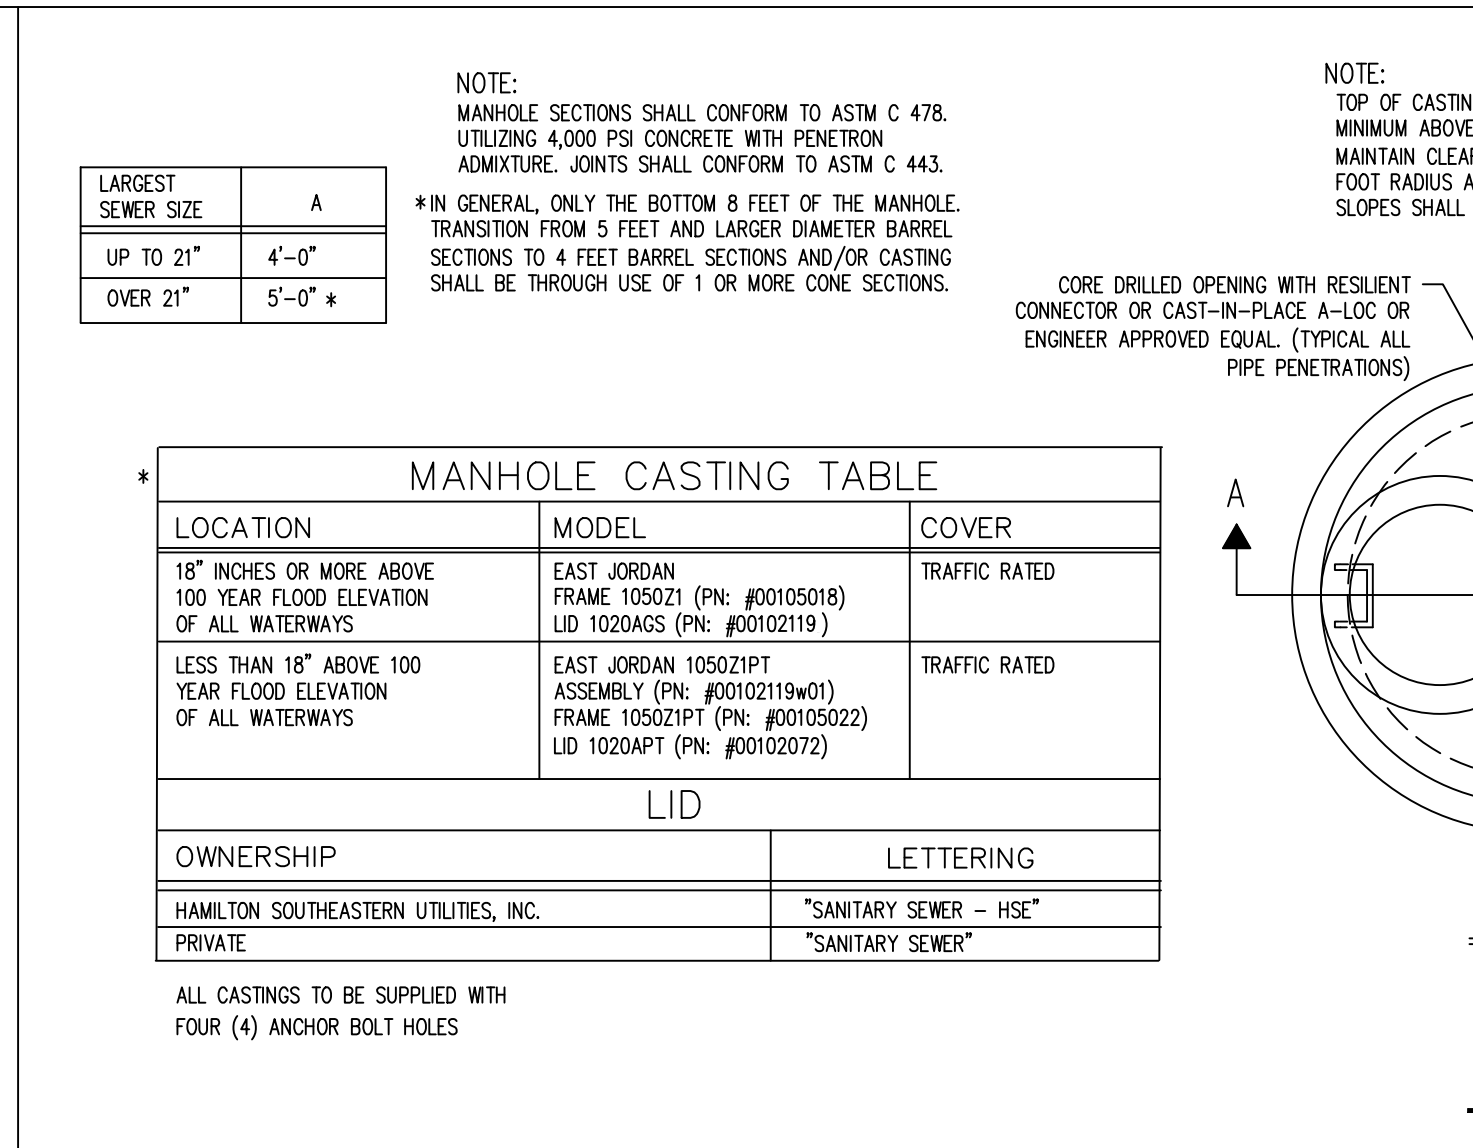 NOTE:
MANHOLE SECTIONS SHALL CONFORM TO ASTM C 478.
UTILIZING 4,000 PSI CONCRETE WITH PENETRON
ADMIXTURE. JOINTS SHALL CONFORM TO ASTM C 443.
*IN GENERAL, ONLY THE BOTTOM 8 FEET OF THE MANHOLE.
TRANSITION FROM 5 FEET AND LARGER DIAMETER BARREL
SECTIONS TO 4 FEET BARREL SECTIONS AND/OR CASTING
SHALL BE THROUGH USE OF 1 OR MORE CONE SECTIONS.
LARGEST
SEWER SIZE
A
UP TO 21"
4'-0"
OVER 21"
5'-0" *
NOTE:
TOP OF CASTIN
MINIMUM ABOVE
MAINTAIN CLEAR
FOOT RADIUS A
SLOPES SHALL
CORE DRILLED OPENING WITH RESILIENT
CONNECTOR OR CAST-IN-PLACE A-LOC OR
ENGINEER APPROVED EQUAL. (TYPICAL ALL
PIPE PENETRATIONS)
A
* MANHOLE CASTING TABLE
LOCATION
MODEL
COVER
18" INCHES OR MORE ABOVE
100 YEAR FLOOD ELEVATION
OF ALL WATERWAYS
EAST JORDAN
FRAME 1050Z1 (PN: #00105018)
LID 1020AGS (PN: #00102119 )
TRAFFIC RATED
LESS THAN 18" ABOVE 100
YEAR FLOOD ELEVATION
OF ALL WATERWAYS
EAST JORDAN 1050Z1PT
ASSEMBLY (PN: #00102119w01)
FRAME 1050Z1PT (PN: #00105022)
LID 1020APT (PN: #00102072)
TRAFFIC RATED
LID
OWNERSHIP
LETTERING
HAMILTON SOUTHEASTERN UTILITIES, INC.
"SANITARY SEWER - HSE"
PRIVATE
"SANITARY SEWER"
ALL CASTINGS TO BE SUPPLIED WITH
FOUR (4) ANCHOR BOLT HOLES